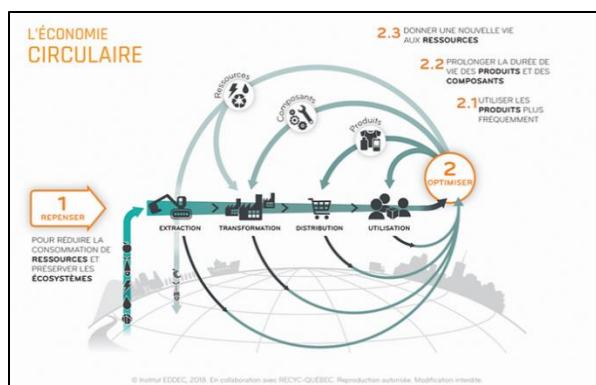 L'ÉCONOMIE
CIRCULAIRE
2.3 DONNER UNE NOUVELLE VIE
AUX RESSOURCES
2.2 PROLONGER LA DURÉE DE
VIE DES PRODUITS ET DES
COMPOSANTS
2.1 UTILISER LES
PRODUITS PLUS
FRÉQUEMMENT
Ressources
Composants
Produits
2
OPTIMISER
1
REPENSER
EXTRACTION
TRANSFORMATION
DISTRIBUTION
UTILISATION
POUR RÉDUIRE LA
CONSOMMATION DE
RESSOURCES ET
PRÉSERVER LES
ÉCOSYSTÈMES
© Institut EDDEC, 2018. En collaboration avec RECYC-QUÉBEC. Reproduction autorisée. Modification interdite.